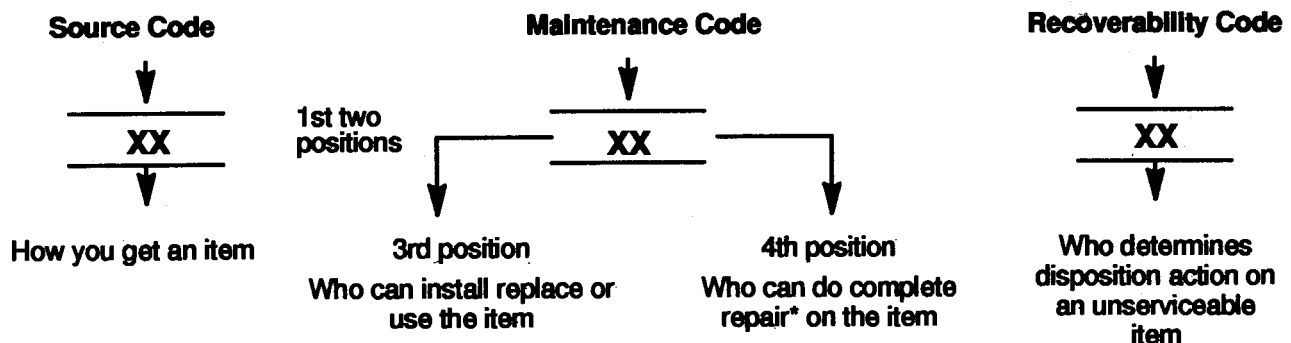 Source Code
XX
1st two
positions
How you get an item
Maintenance Code
XX
3rd position
Who can install replace or
use the item
4th position
Who can do complete
repair* on the item
Recoverability Code
XX
Who determines
disposition action on
an unserviceable
item